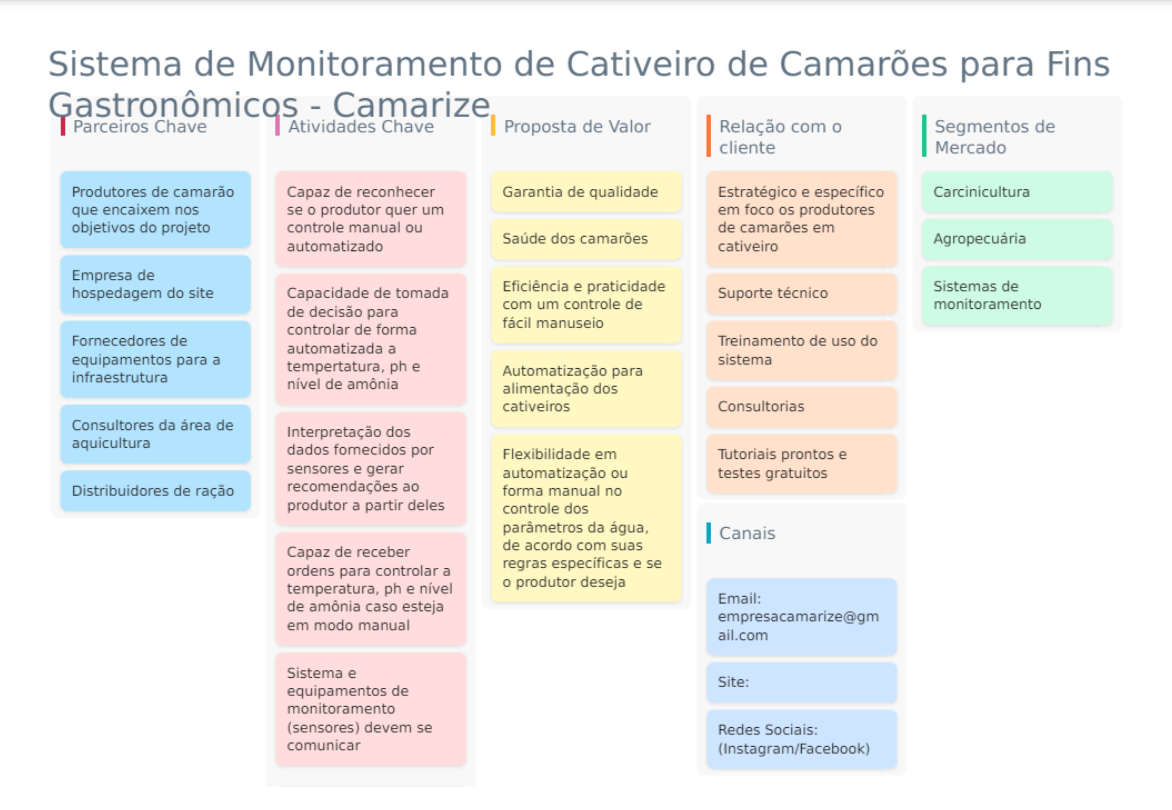 Sistema de Monitoramento de Cativeiro de Camarões para Fins
Gastronômicos - Camarize
Parceiros Chave
Produtores de camarão
que encaixem nos
objetivos do projeto
Empresa de
hospedagem do site
Fornecedores de
equipamentos para a
infraestrutura
Consultores da área de
aquicultura
Distribuidores de ração
Atividades Chave
Capaz de reconhecer
se o produtor quer um
controle manual ou
automatizado
Capacidade de tomada
de decisão para
controlar de forma
automatizada a
tempertatura, ph e
nível de amônia
Interpretação dos
dados fornecidos por
sensores e gerar
recomendações ao
produtor a partir deles
Capaz de receber
ordens para controlar a
temperatura, ph e nível
de amônia caso esteja
em modo manual
Sistema e
equipamentos de
monitoramento
(sensores) devem se
comunicar
Proposta de Valor
Garantia de qualidade
Saúde dos camarões
Eficiência e praticidade
com um controle de
fácil manuseio
Automatização para
alimentação dos
cativeiros
Flexibilidade em
automatização ou
forma manual no
controle dos
parâmetros da água,
de acordo com suas
regras específicas e se
o produtor deseja
Relação com o
cliente
Estratégico e específico
em foco os produtores
de camarões em
cativeiro
Suporte técnico
Treinamento de uso do
sistema
Consultorias
Tutoriais prontos e
testes gratuitos
Canais
Email:
empresacamarize@gm
ail.com
Site:
Redes Sociais:
(Instagram/Facebook)
Segmentos de
Mercado
Carcinicultura
Agropecuária
Sistemas de
monitoramento